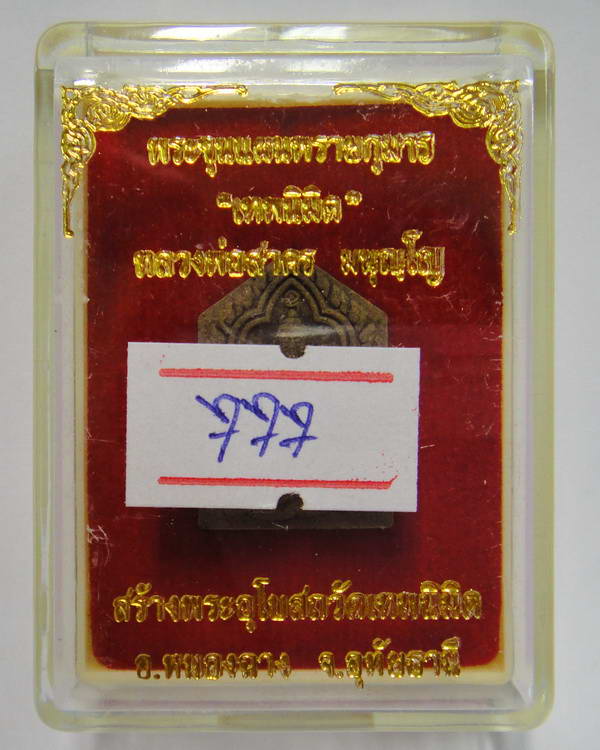 พระขุนแผนพรายกุมาร
"เทพนิมิต"
หลวงพ่อสาคร มนุญฺโญ
สร้างพระอุโบสถวัดเทพนิมิต
อ.หนองฉาง จ.อุทัยธานี